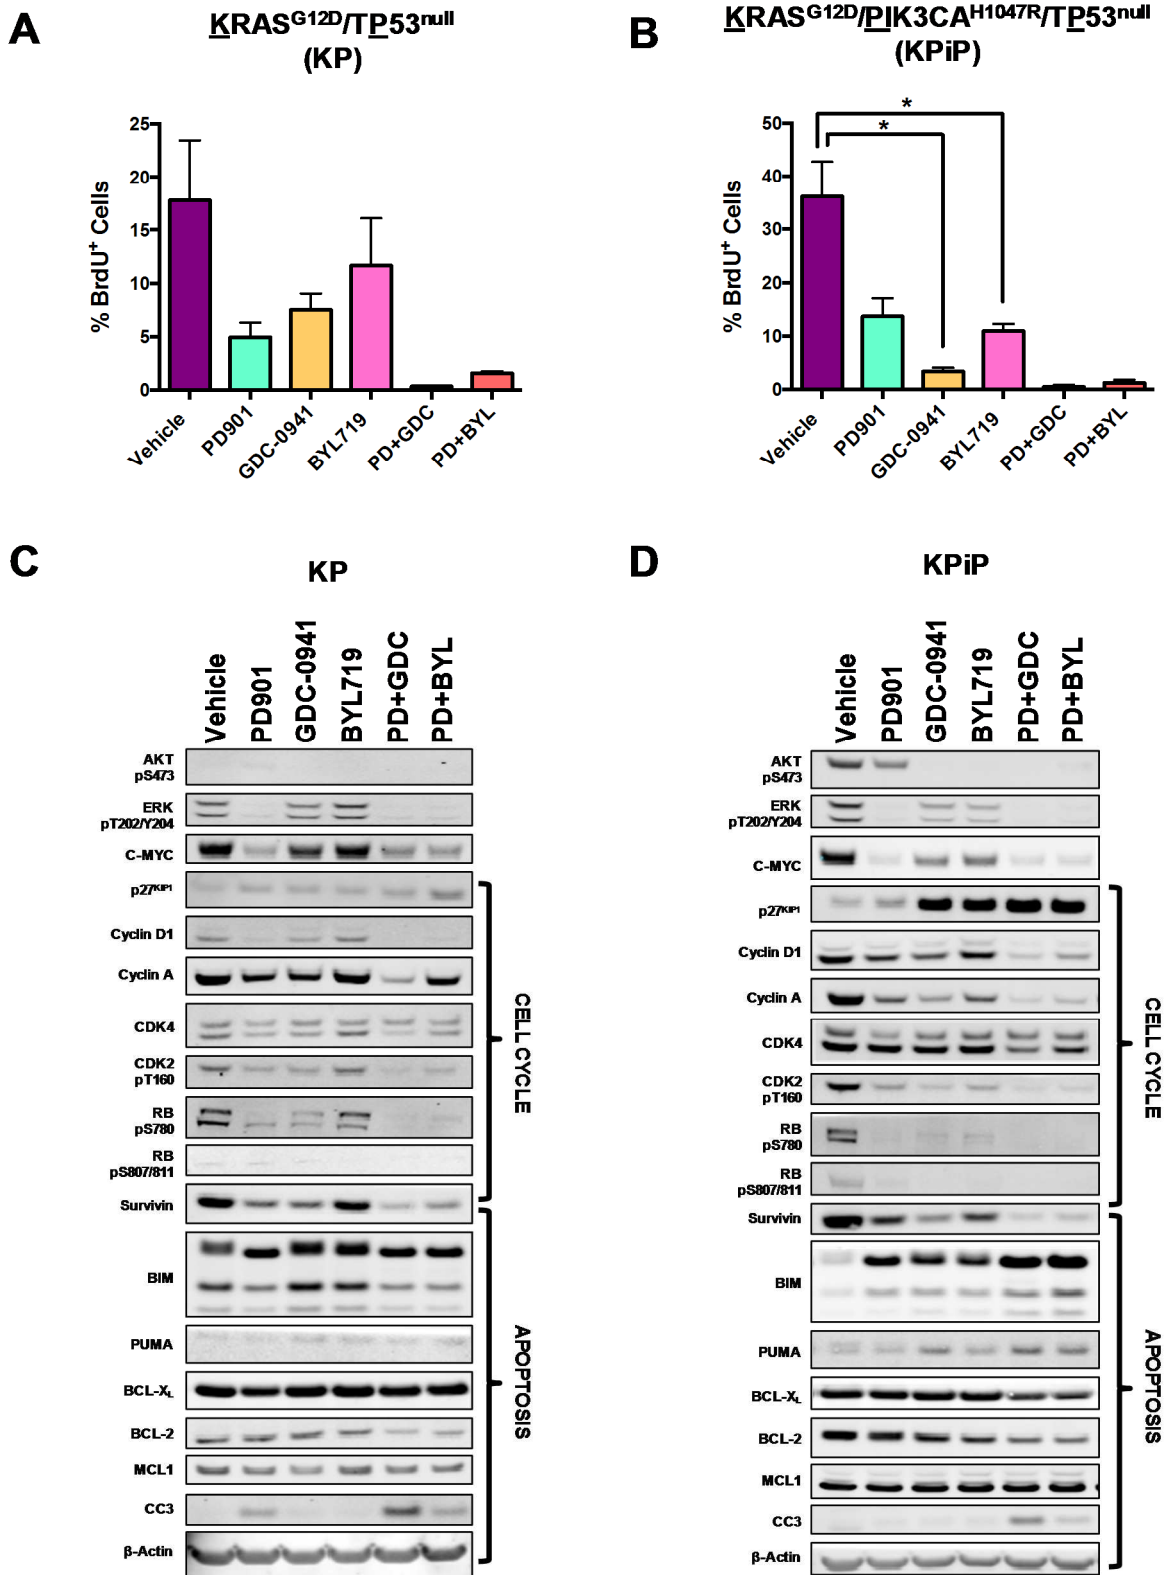 A
KRASG12D/TP53null
(KP)
% BrdU+ Cells
25
20
15
10
5
0
Vehicle
PD901
GDC-0941
BYL719
PD+GDC
PD+BYL
B
KRASG12D/PIK3CAH1047R/TP53null
(KPiP)
% BrdU+ Cells
50
40
30
20
10
0
*
*
Vehicle
PD901
GDC-0941
BYL719
PD+GDC
PD+BYL
C
KP
Vehicle
PD901
GDC-0941
BYL719
PD+GDC
PD+BYL
AKT
pS473
ERK
pT202/Y204
C-MYC
p27KIP1
Cyclin D1
Cyclin A
CDK4
CDK2
pT160
RB
pS780
RB
pS807/811
Survivin
BIM
PUMA
BCL-XL
BCL-2
MCL1
CC3
β-Actin
CELL CYCLE
APOPTOSIS
D
KPiP
Vehicle
PD901
GDC-0941
BYL719
PD+GDC
PD+BYL
AKT
pS473
ERK
pT202/Y204
C-MYC
p27KIP1
Cyclin D1
Cyclin A
CDK4
CDK2
pT160
RB
pS780
RB
pS807/811
Survivin
BIM
PUMA
BCL-XL
BCL-2
MCL1
CC3
β-Actin
CELL CYCLE
APOPTOSIS